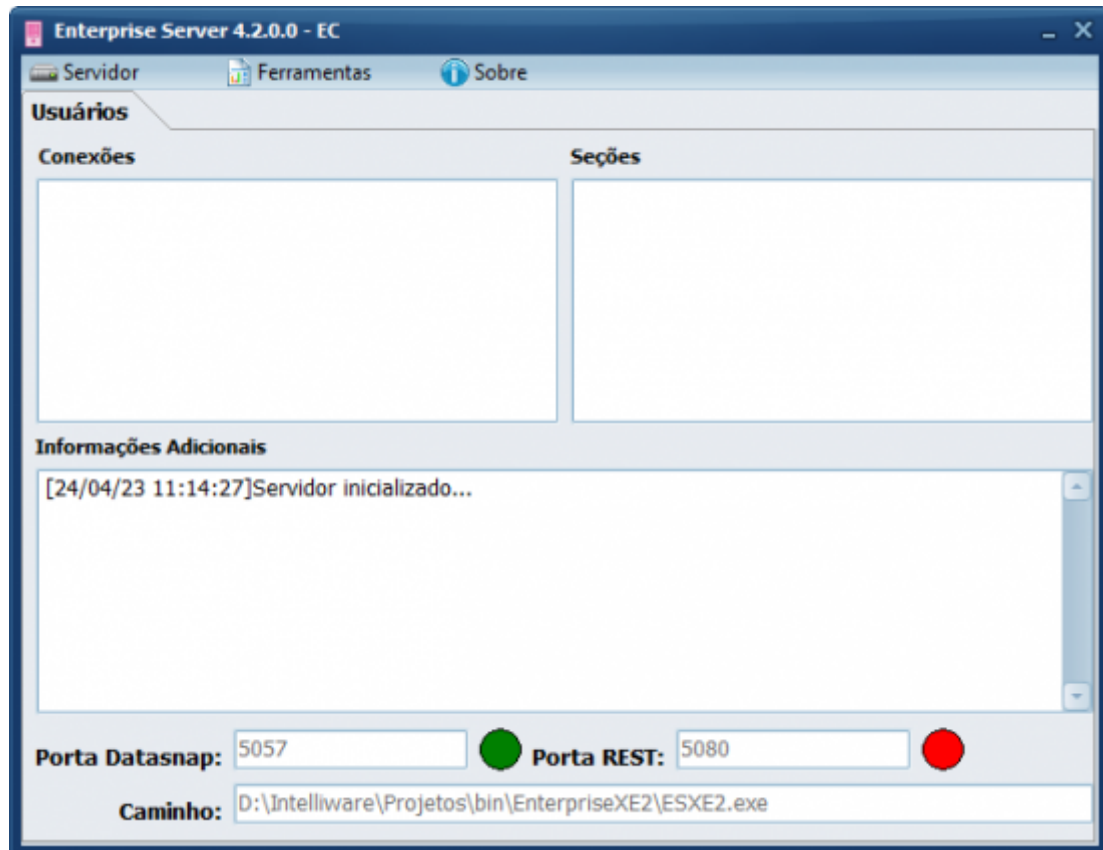 Enterprise Server 4.2.0.0 - EC
Servidor Ferramentas Sobre
Usuários
Conexões Seções
Informações Adicionais
[24/04/23 11:14:27]Servidor inicializado...
Porta Datasnap: 5057 Porta REST: 5080
Caminho: D:\Intelliware\Projetos\bin\EnterpriseXE2\ESXE2.exe